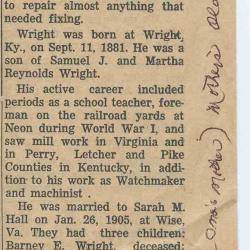 to repair almost anything that
needed fixing.
Wright was born at Wright,
Ky., on Sept. 11, 1881. He was a
son of Samuel J. and Martha
Reynolds Wright.
His active career included
periods as a school teacher, fore-
man on the railroad yards at
Neon during World War I, and
saw mill work in Virginia and
in Perry, Letcher and Pike
Counties in Kentucky, in addi-
tion to his work as Watchmaker
and machinist .
He was married to Sarah M.
Hall on Jan. 26, 1905, at Wise,
Va. They had three children:
Barney E. Wright, deceased;
mother) Mother's